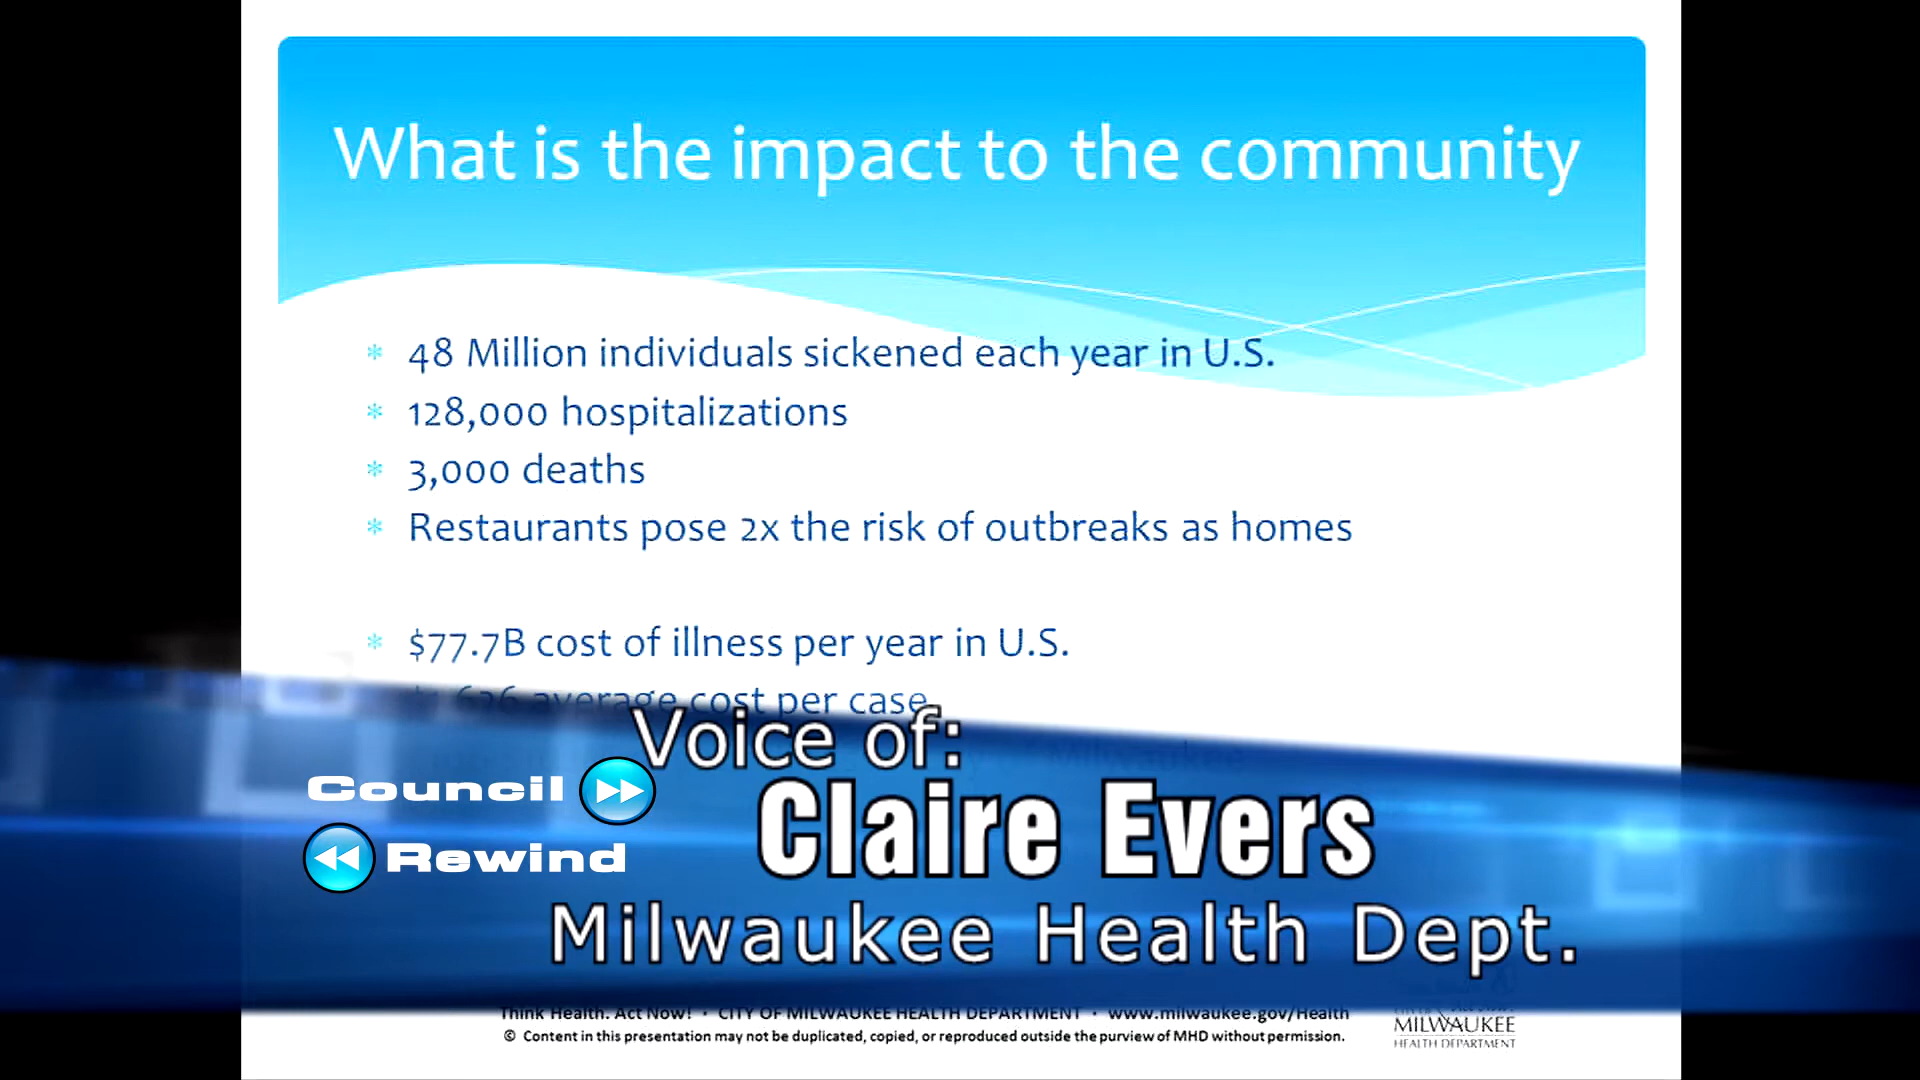 What is the impact to the community
48 Million individuals sickened each year in U.S.
128,000 hospitalizations
3,000 deaths
Restaurants pose 2x the risk of outbreaks as homes
$77.7B cost of illness per year in U.S.
average cost per case
Milwaukee
Voice of:
Council
Claire Evers
Rewind
Milwaukee Health Dept.
Think Health. Act Now! · CITY OF MILWAUKEE HEALTH DEPARTMENT · www.milwaukee.gov/Health
© Content in this presentation may not be duplicated, copied, or reproduced outside the purview of MHD without permission.
MILWAUKEE
HEALTH DEPARTMENT